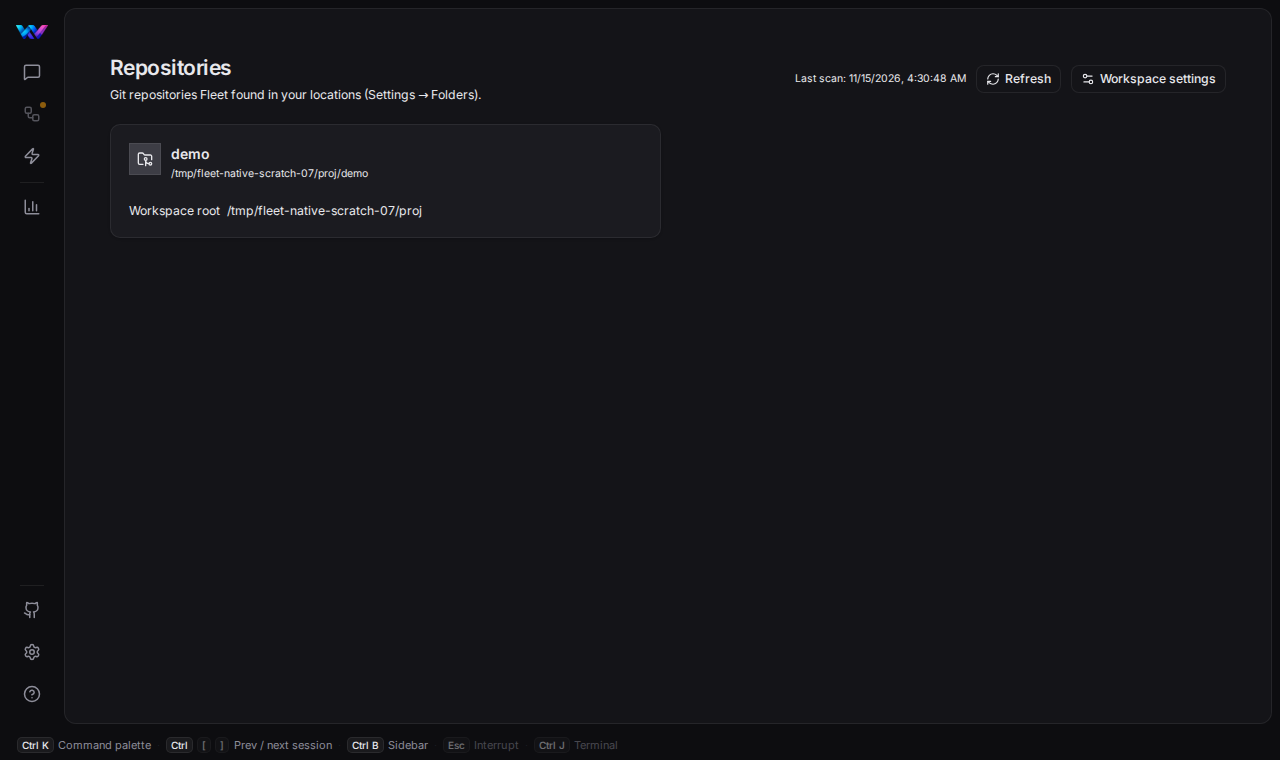 Repositories
Git repositories Fleet found in your locations (Settings → Folders).
Last scan: 11/15/2026, 4:30:48 AM
Refresh
Workspace settings
demo
/tmp/fleet-native-scratch-07/proj/demo
Workspace root /tmp/fleet-native-scratch-07/proj
Ctrl K Command palette Ctrl [ ] Prev / next session Ctrl B Sidebar Esc Interrupt Ctrl J Terminal